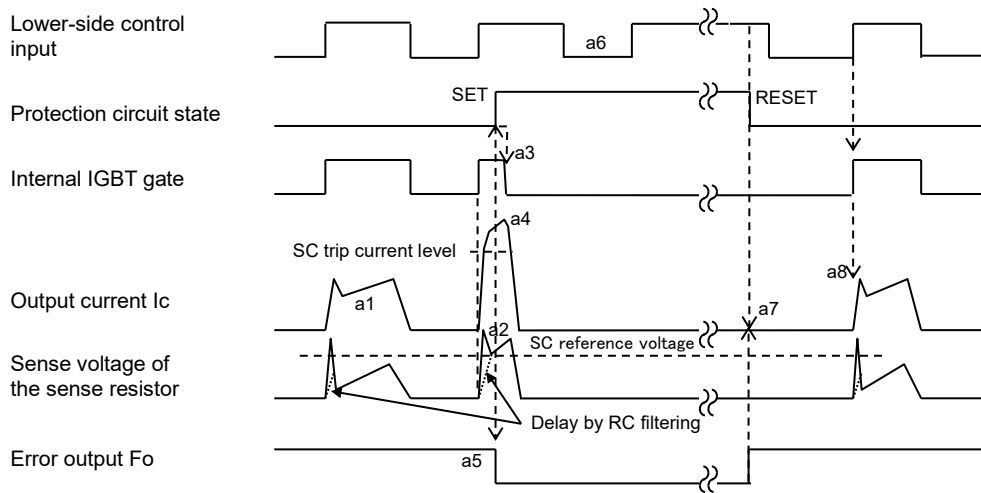 Lower-side control
input
a6
SET
RESET
Protection circuit state
a3
Internal IGBT gate
a4
SC trip current level
a8
Output current Ic
a1
a7
a2
SC reference voltage
Sense voltage of
the sense resistor
Delay by RC filtering
Error output Fo
a5